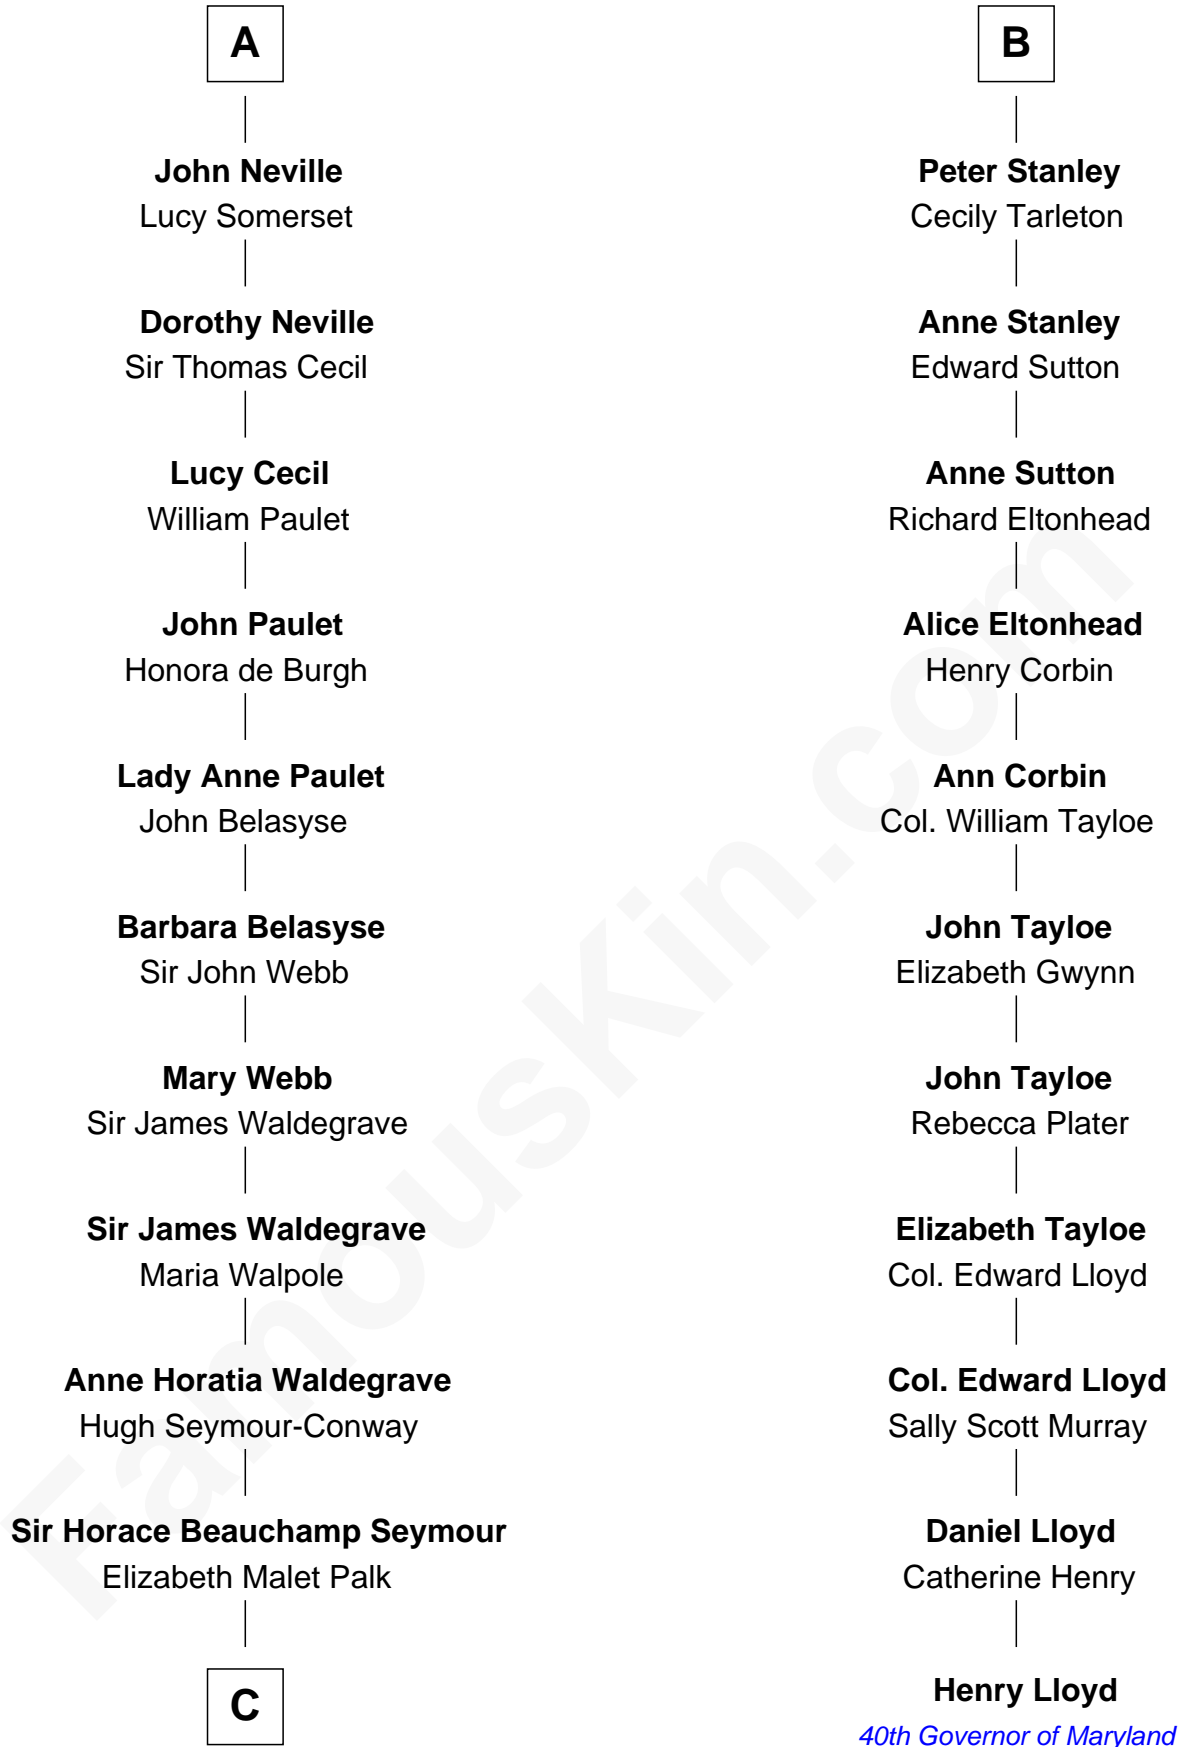 A
John Neville
Lucy Somerset
Dorothy Neville
Sir Thomas Cecil
Lucy Cecil
William Paulet
John Paulet
Honora de Burgh
Lady Anne Paulet
John Belasyse
Barbara Belasyse
Sir John Webb
Mary Webb
Sir James Waldegrave
Sir James Waldegrave
Maria Walpole
Anne Horatia Waldegrave
Hugh Seymour-Conway
Sir Horace Beauchamp Seymour
Elizabeth Malet Palk
C
B
Peter Stanley
Cecily Tarleton
Anne Stanley
Edward Sutton
Anne Sutton
Richard Eltonhead
Alice Eltonhead
Henry Corbin
Ann Corbin
Col. William Tayloe
John Tayloe
Elizabeth Gwynn
John Tayloe
Rebecca Plater
Elizabeth Tayloe
Col. Edward Lloyd
Col. Edward Lloyd
Sally Scott Murray
Daniel Lloyd
Catherine Henry
Henry Lloyd
40th Governor of Maryland
FamousKin.com